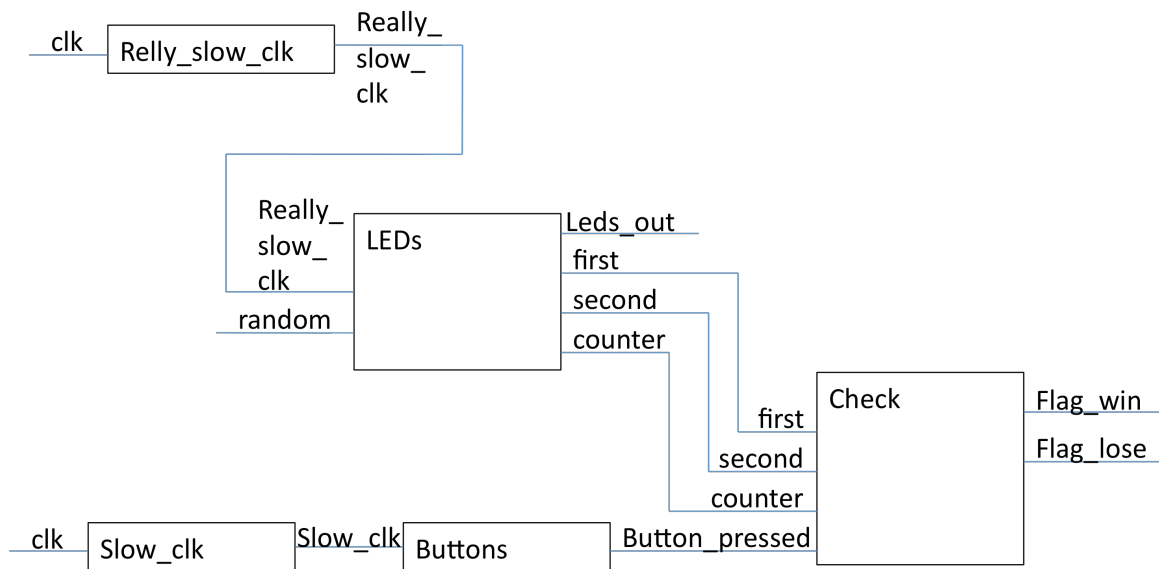 clk
Relly_slow_clk
Really_
slow_
clk
Really_
slow_
clk
random
LEDs
Leds_out
first
second
counter
first
second
counter
Check
Flag_win
Flag_lose
clk
Slow_clk
Slow_clk
Buttons
Button_pressed